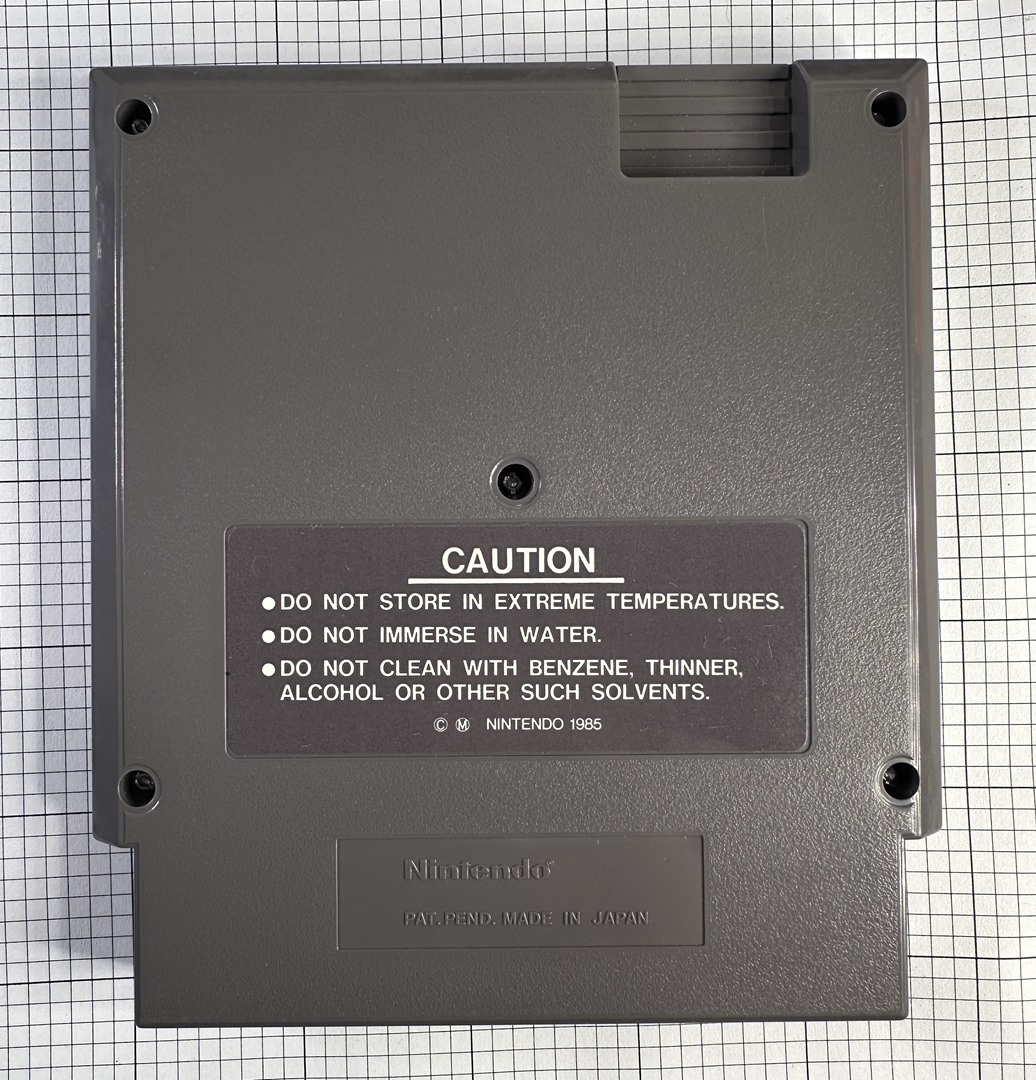 CAUTION
●DO NOT STORE IN EXTREME TEMPERATURES.
●DO NOT IMMERSE IN WATER.
●DO NOT CLEAN WITH BENZENE, THINNER,
ALCOHOL OR OTHER SUCH SOLVENTS.
Ⓒ Ⓜ NINTENDO 1985
Nintendo®
PAT. PEND. MADE IN JAPAN